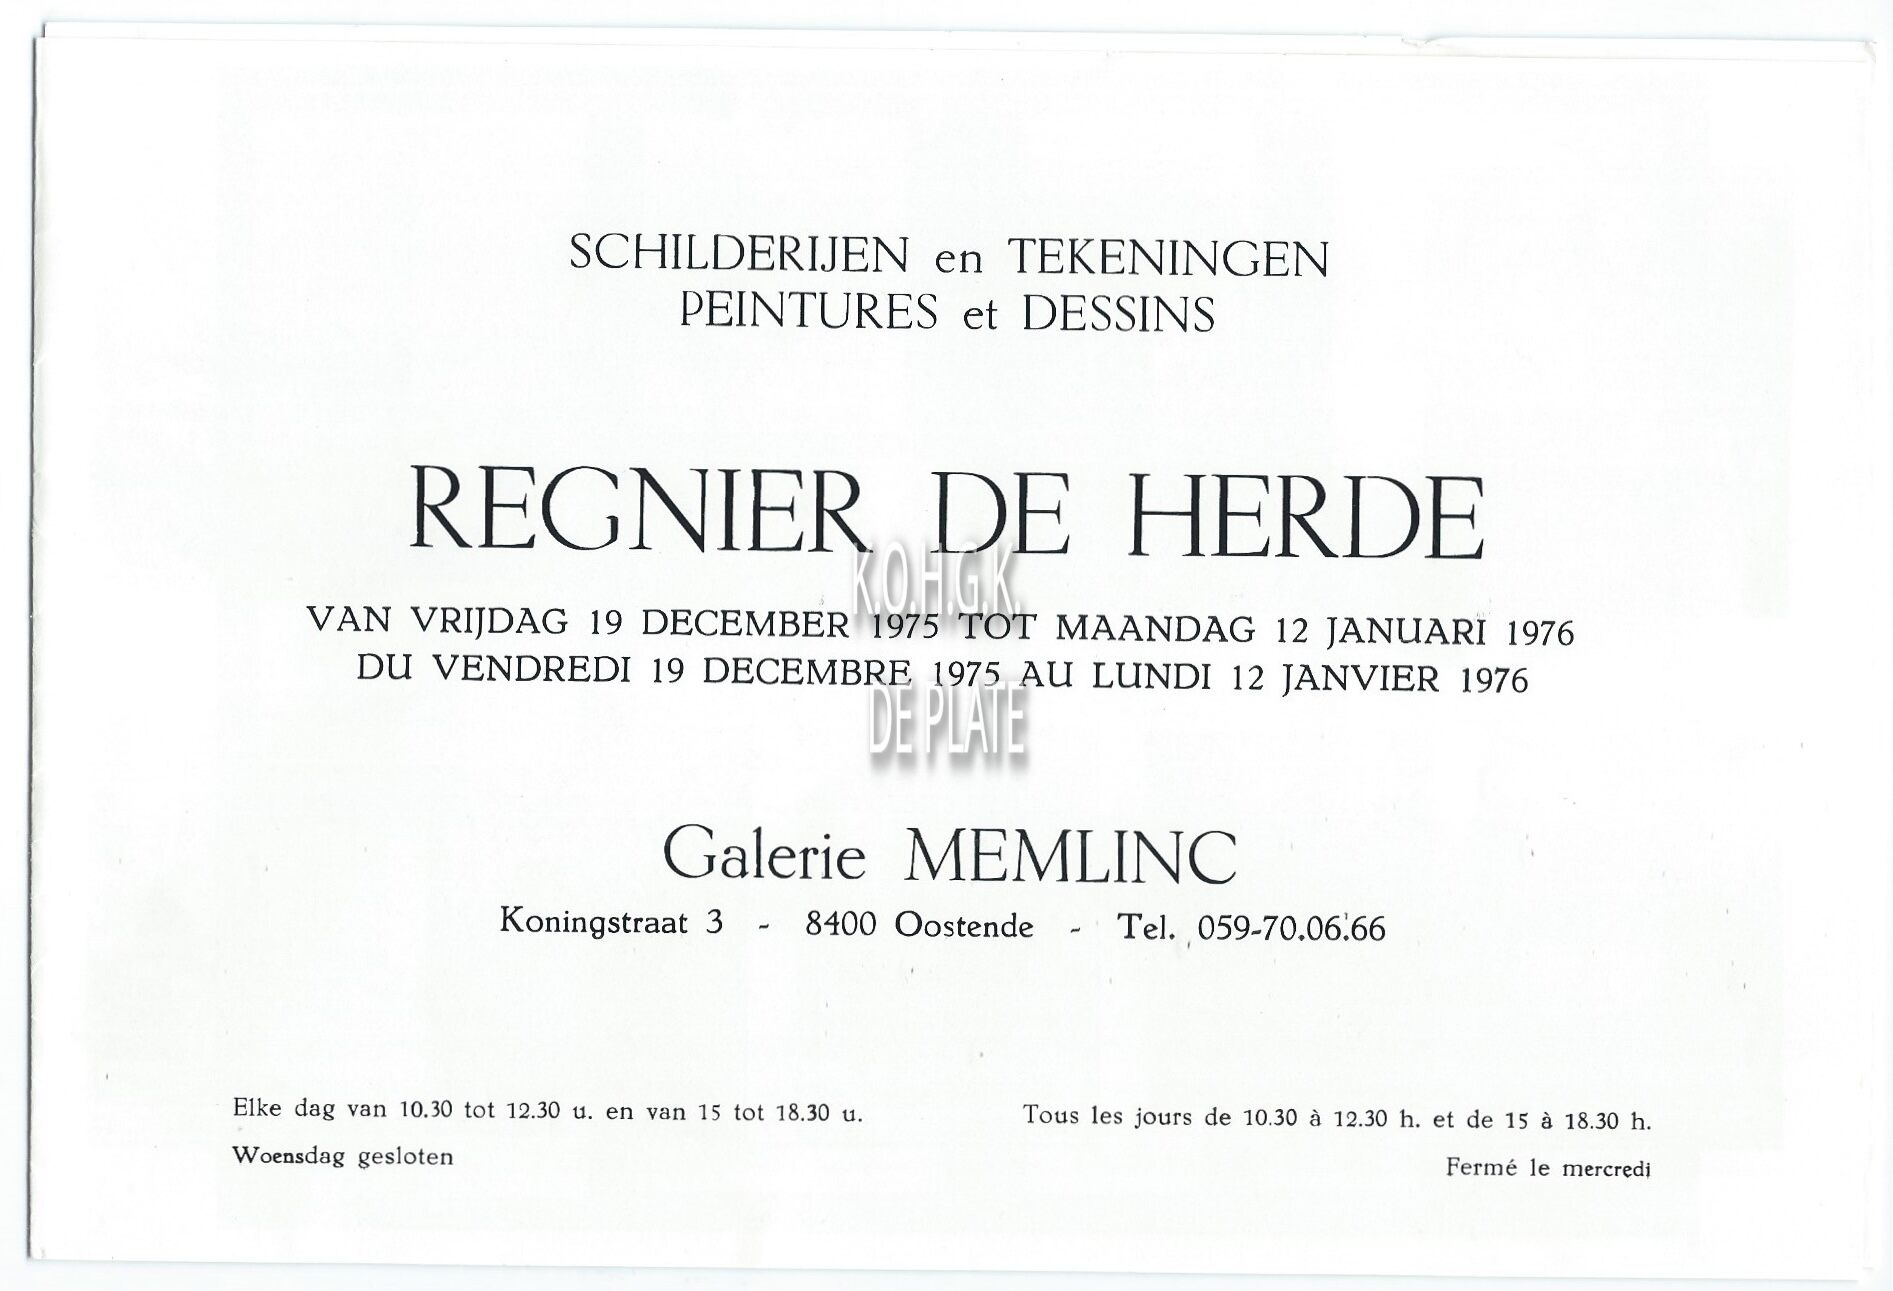 SCHILDERIJEN en TEKENINGEN
PEINTURES et DESSINS
REGNIER DE HERDE
K.O.H.G.K.
VAN VRIJDAG 19 DECEMBER 1975 TOT MAANDAG 12 JANUARI 1976
DU VENDREDI 19 DECEMBRE 1975 AU LUNDI 12 JANVIER 1976
DE PLATE
Galerie MEMLINC
Koningstraat 3 - 8400 Oostende - Tel. 059-70.06.66
Elke dag van 10.30 tot 12.30 u. en van 15 tot 18.30 u.
Woensdag gesloten
Tous les jours de 10.30 à 12.30 h. et de 15 à 18.30 h.
Fermé le mercredi